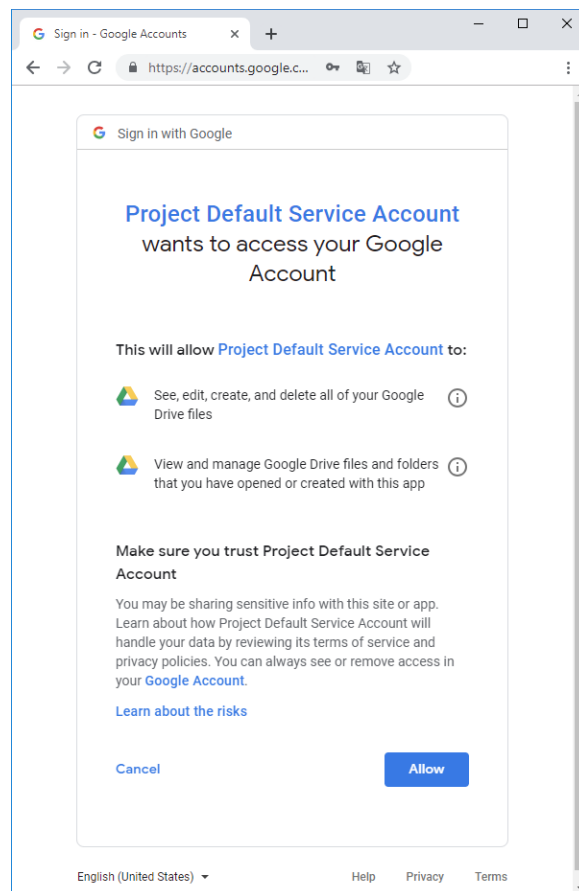 Sign in - Google Accounts
https://accounts.google.c...
Sign in with Google
Project Default Service Account
wants to access your Google
Account
This will allow Project Default Service Account to:
See, edit, create, and delete all of your Google
Drive files
View and manage Google Drive files and folders
that you have opened or created with this app
Make sure you trust Project Default Service
Account
You may be sharing sensitive info with this site or app.
Learn about how Project Default Service Account will
handle your data by reviewing its terms of service and
privacy policies. You can always see or remove access in
your Google Account.
Learn about the risks
Cancel Allow
English (United States) Help Privacy Terms